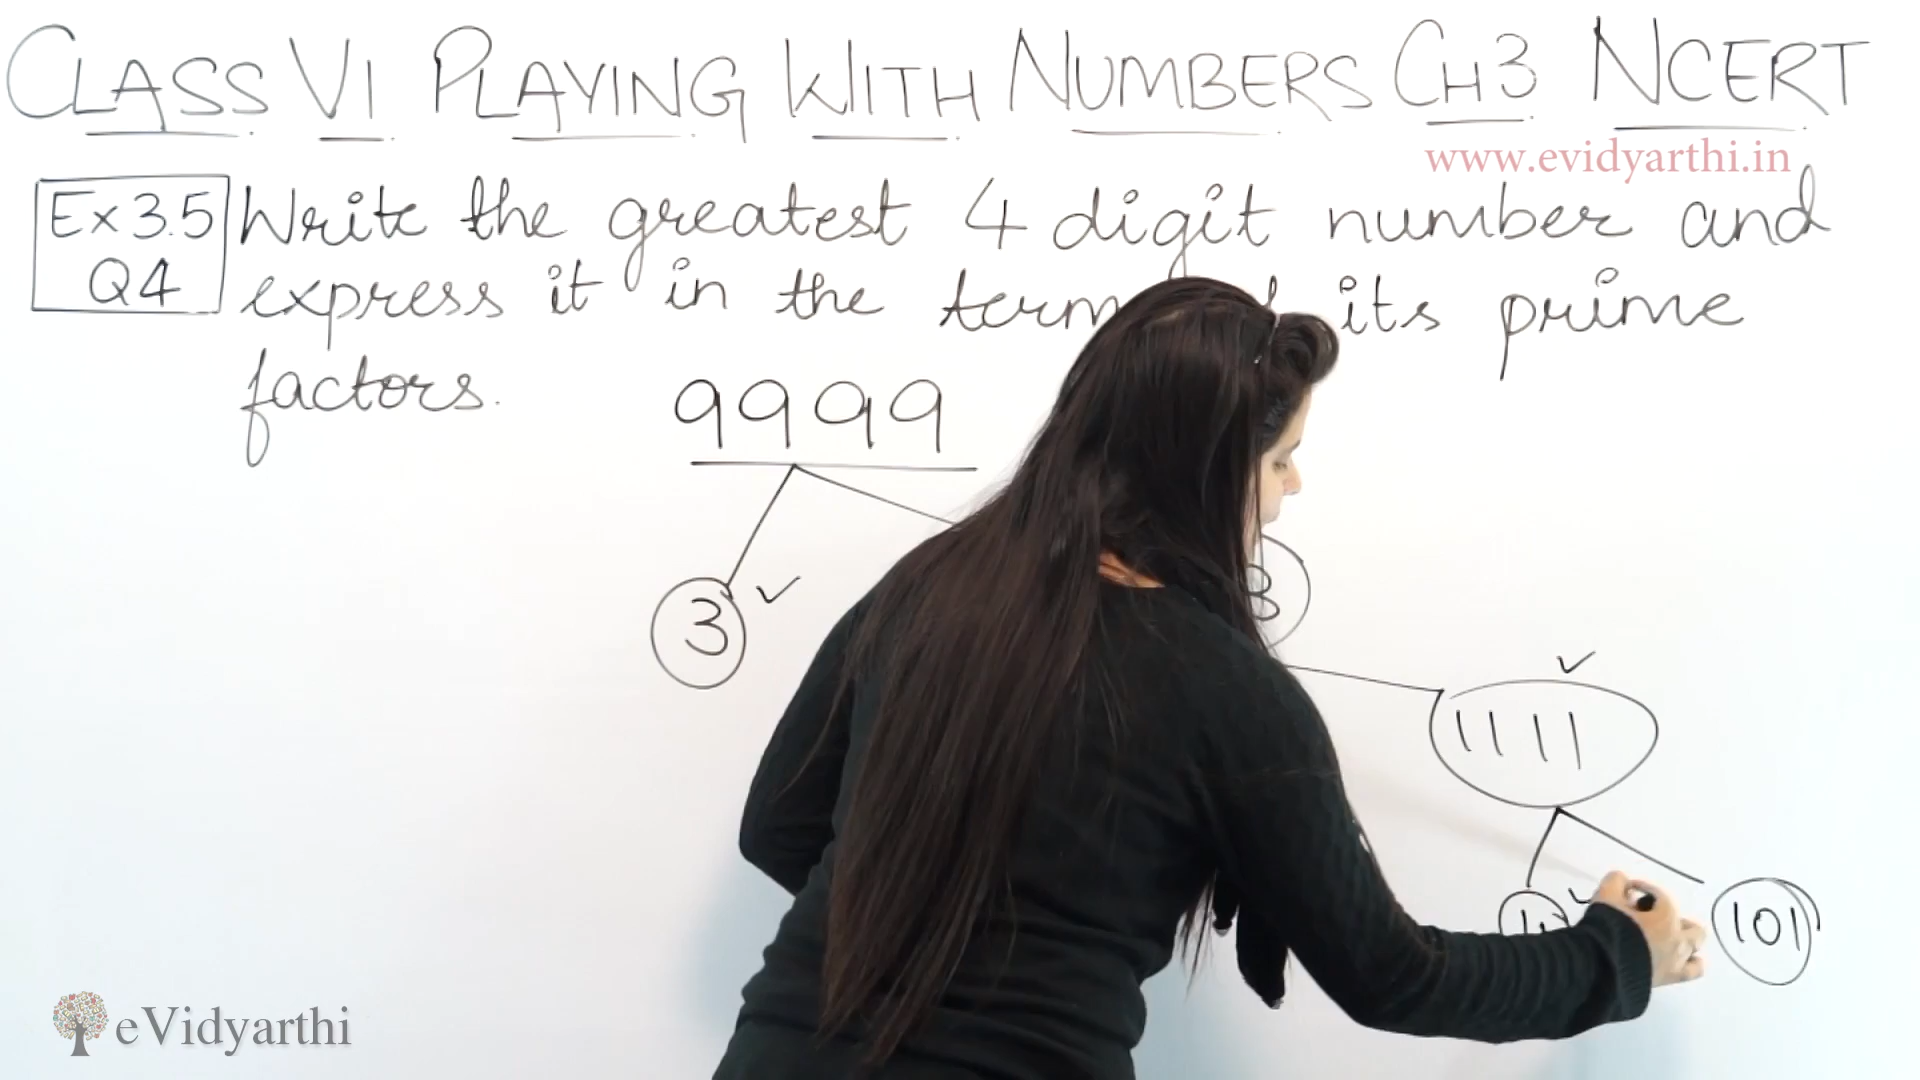 CLASS VI PLAYING WITH NUMBERS CH3 NCERT
www.evidyarthi.in
Ex 3.5
Q4
Write the greatest 4 digit number and
express it in the its prime
factors.
9999
3
3
1111
101
eVidyarthi